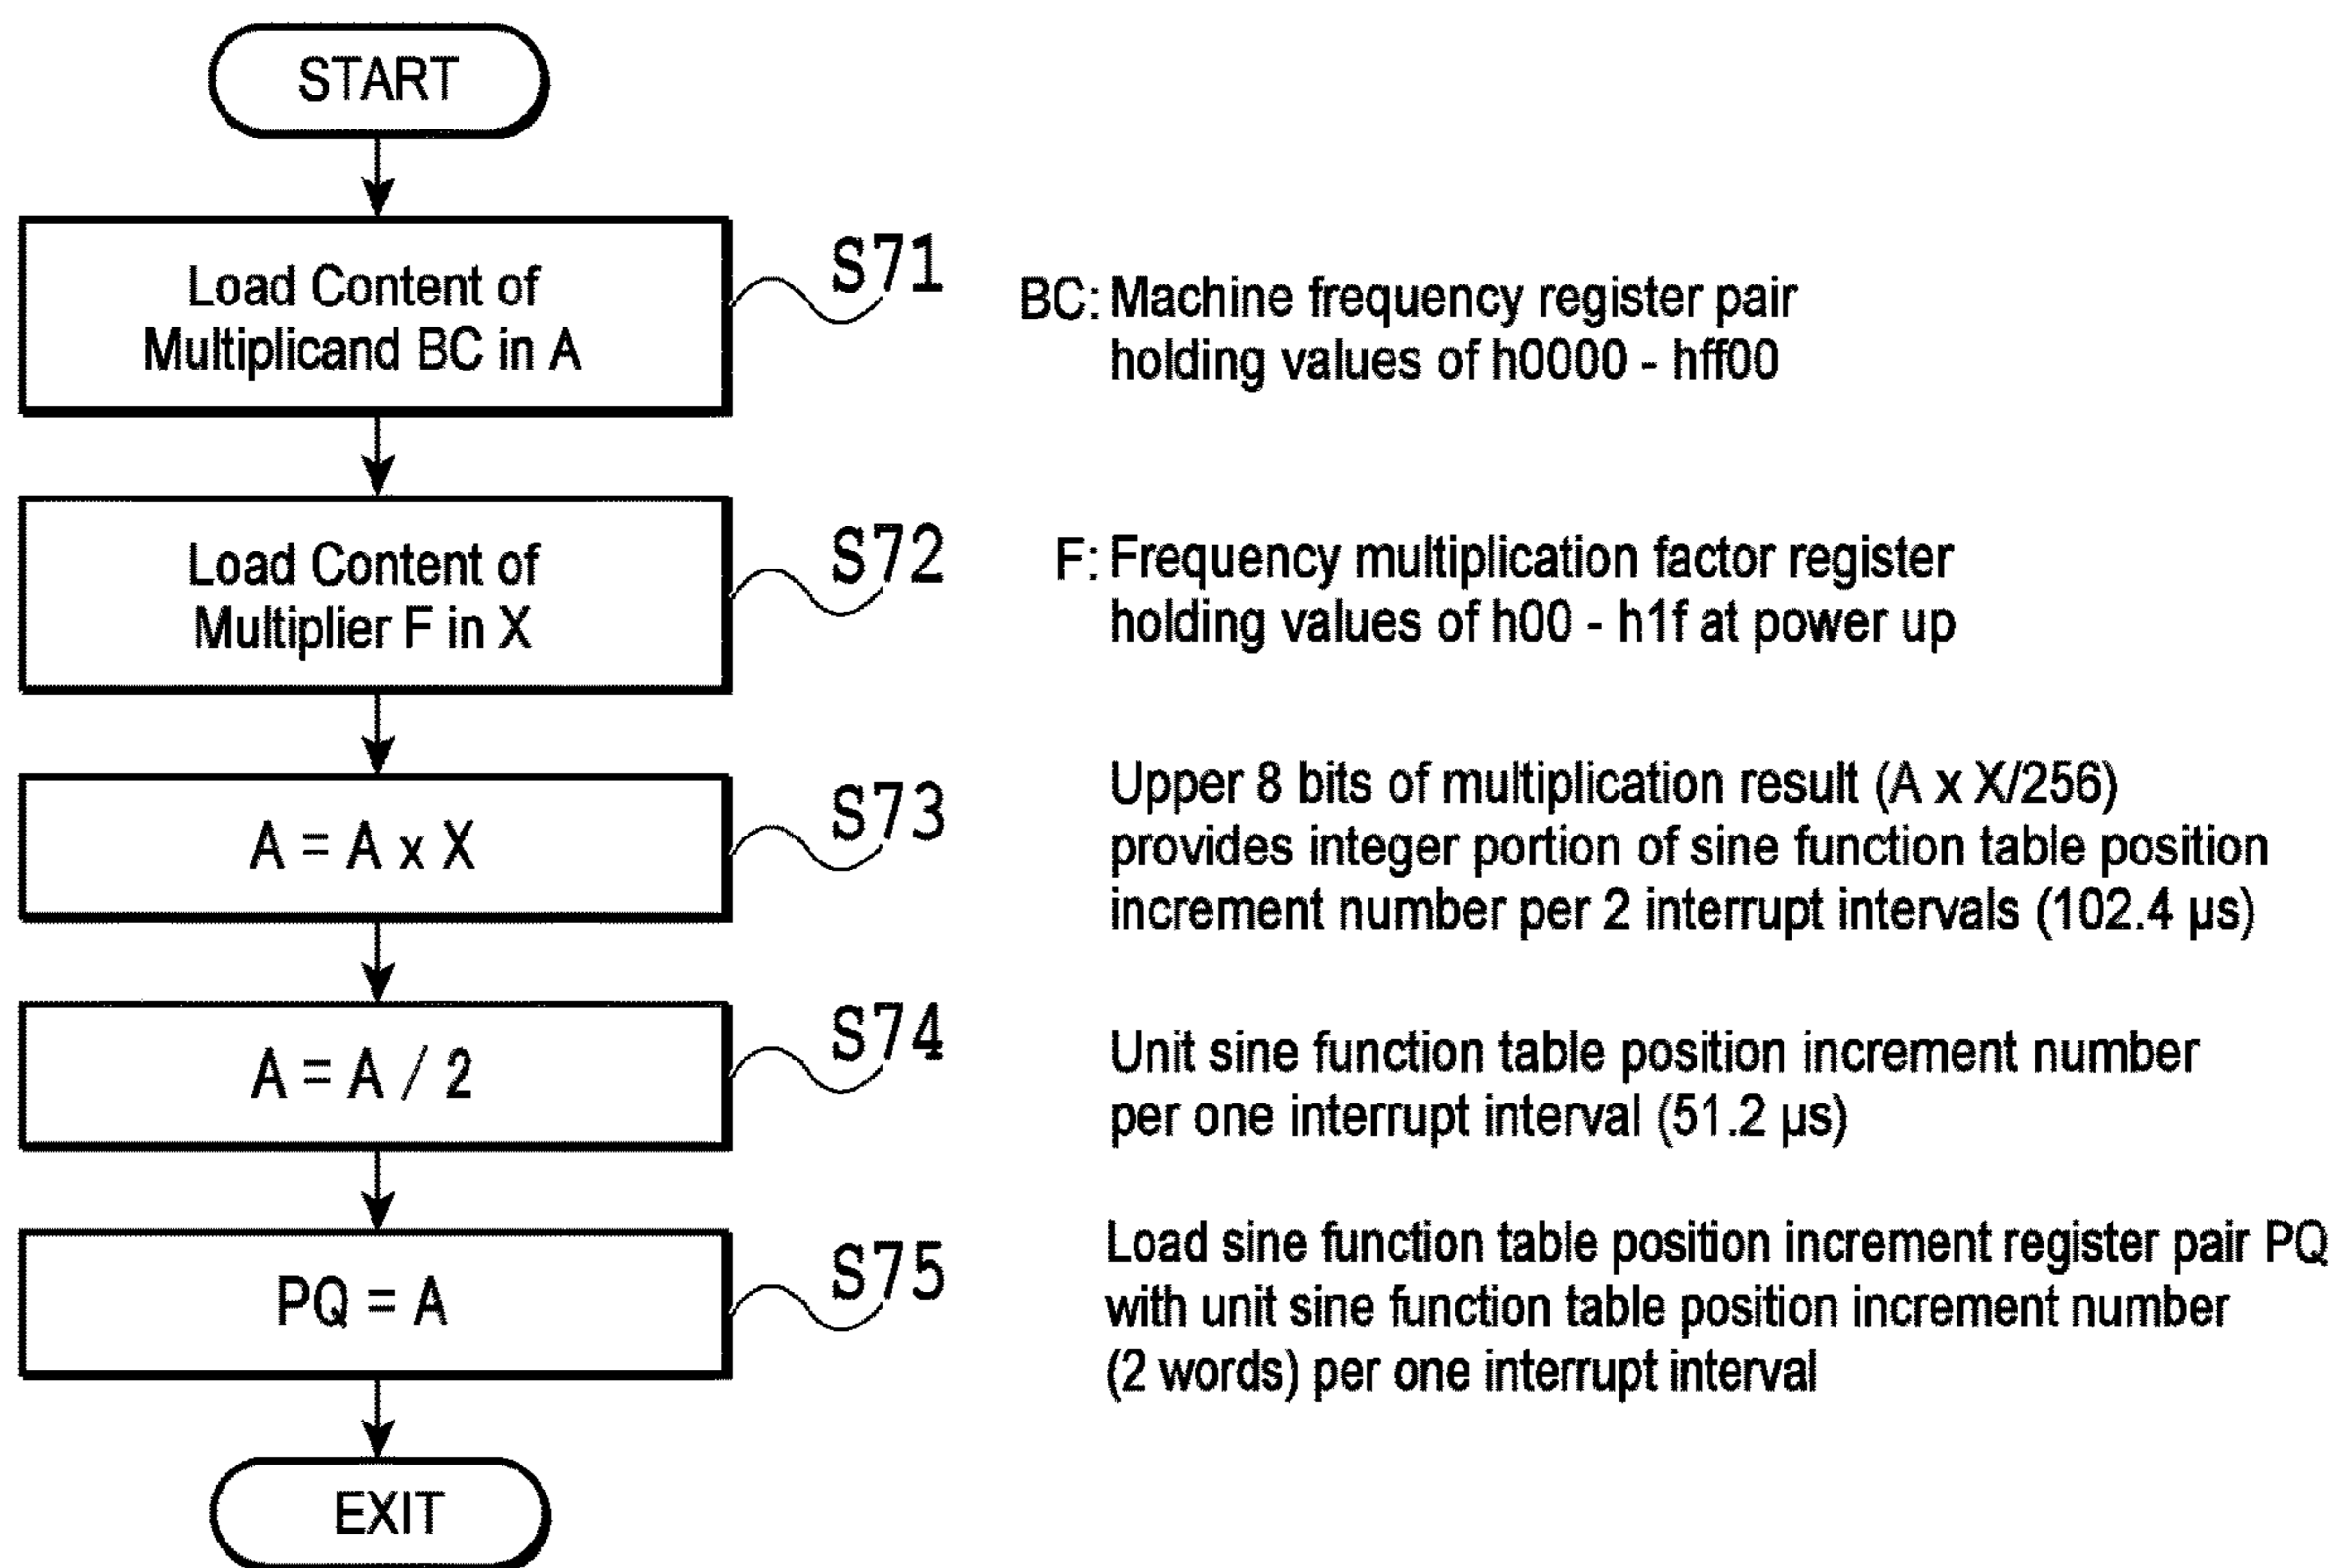 START
Load Content of
Multiplicand BC in A
S71
BC: Machine frequency register pair
holding values of h0000 - hff00
Load Content of
Multiplier F in X
S72
F: Frequency multiplication factor register
holding values of h00 - h1f at power up
A = A x X
S73
Upper 8 bits of multiplication result (A x X/256)
provides integer portion of sine function table position
increment number per 2 interrupt intervals (102.4 µs)
A = A / 2
S74
Unit sine function table position increment number
per one interrupt interval (51.2 µs)
PQ = A
S75
Load sine function table position increment register pair PQ
with unit sine function table position increment number
(2 words) per one interrupt interval
EXIT